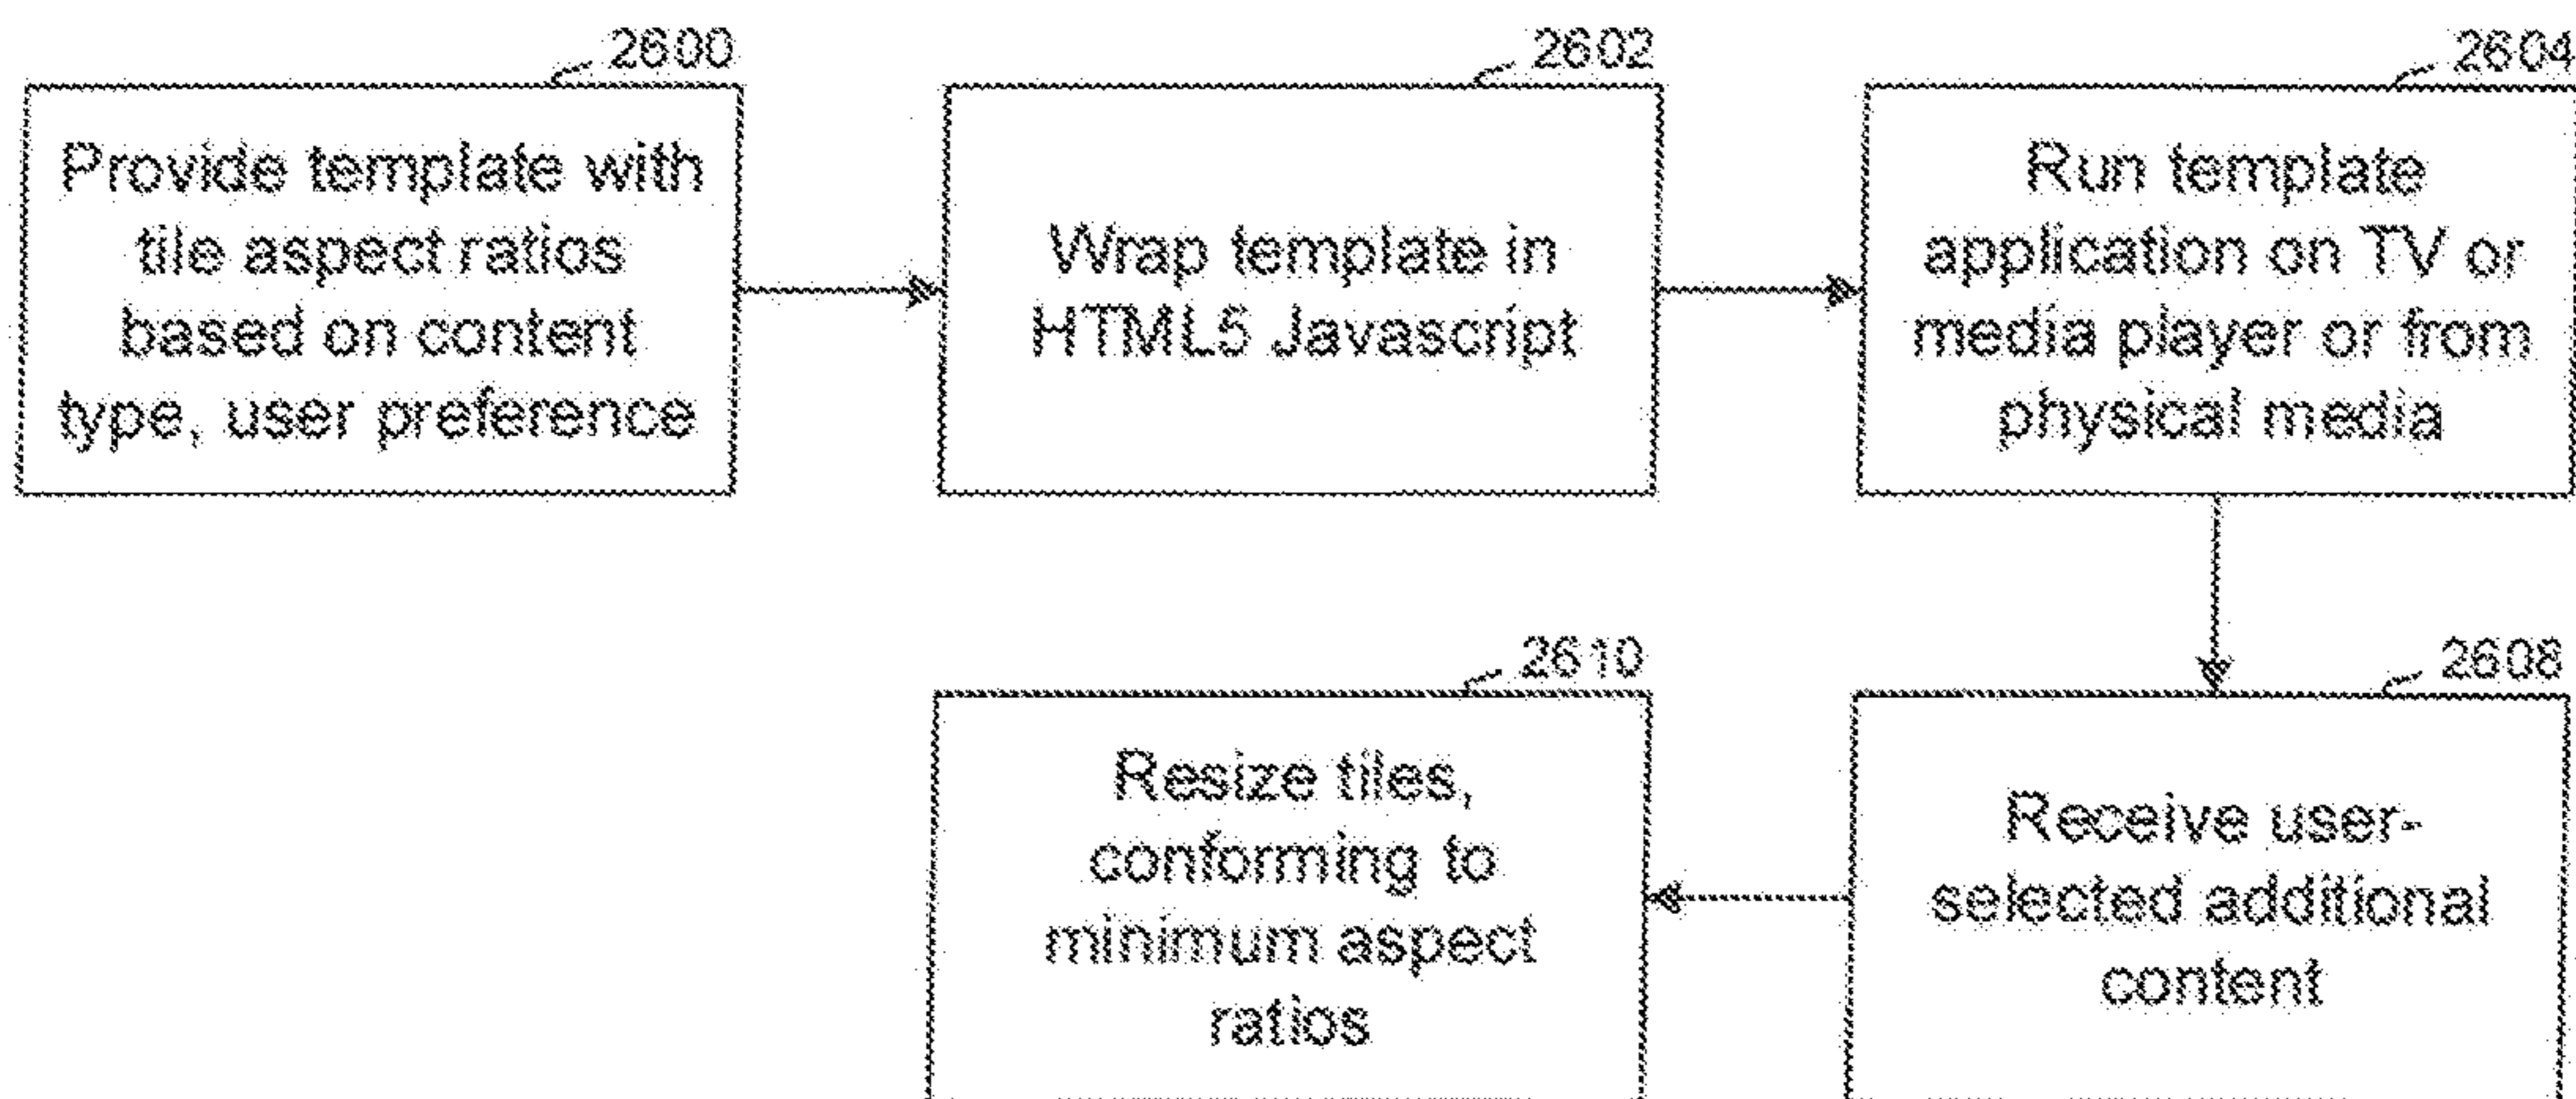 2600
Provide template with
tile aspect ratios
based on content
type, user preference
2602
Wrap template in
HTML5 Javascript
2604
Run template
application on TV or
media player or from
physical media
2608
Receive user-
selected additional
content
2610
Resize tiles,
conforming to
minimum aspect
ratios